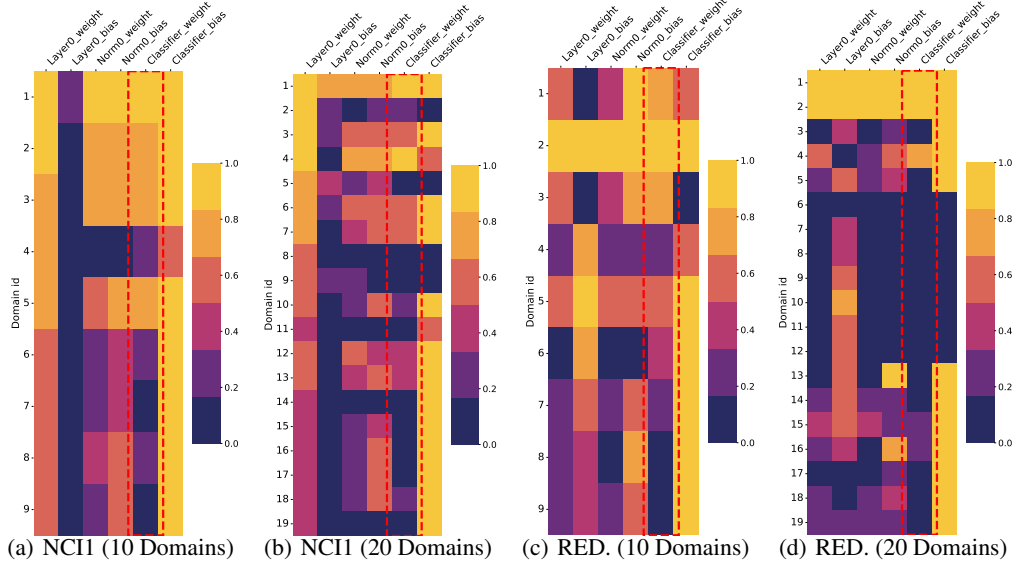 Layer0_weight
Layer0_bias
Norm0_weight
Norm0_bias
Classifier_weight
Classifier_bias
Domain id
1
2
3
4
5
6
7
8
9
1.0
0.8
0.6
0.4
0.2
0.0
(a) NCI1 (10 Domains)
Layer0_weight
Layer0_bias
Norm0_weight
Norm0_bias
Classifier_weight
Classifier_bias
Domain id
1
2
3
4
5
6
7
8
9
10
11
12
13
14
15
16
17
18
19
1.0
0.8
0.6
0.4
0.2
0.0
(b) NCI1 (20 Domains)
Layer0_weight
Layer0_bias
Norm0_weight
Norm0_bias
Classifier_weight
Classifier_bias
Domain id
1
2
3
4
5
6
7
8
9
1.0
0.8
0.6
0.4
0.2
0.0
(c) RED. (10 Domains)
Layer0_weight
Layer0_bias
Norm0_weight
Norm0_bias
Classifier_weight
Classifier_bias
Domain id
1
2
3
4
5
6
7
8
9
10
11
12
13
14
15
16
17
18
19
1.0
0.8
0.6
0.4
0.2
0.0
(d) RED. (20 Domains)